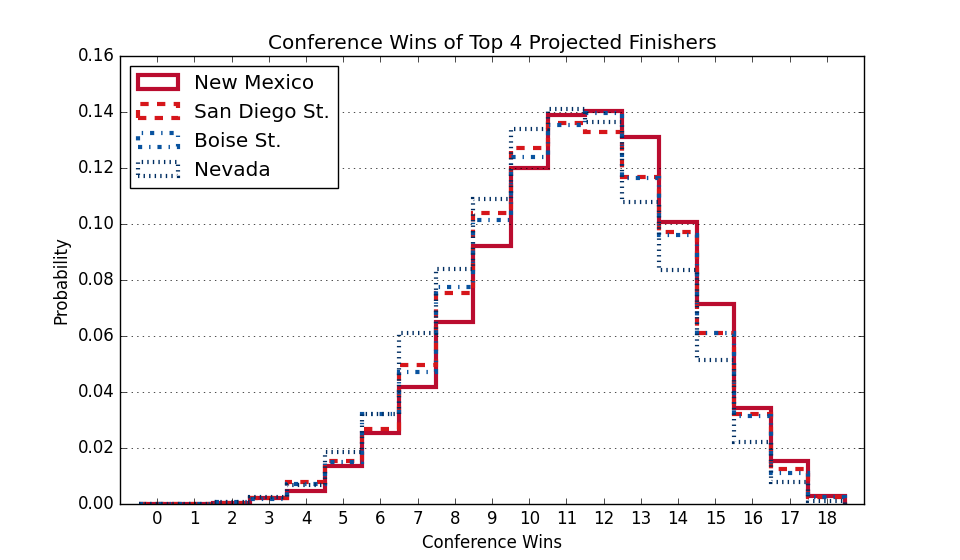 Conference Wins of Top 4 Projected Finishers
0.16
0.14
0.12
0.10
0.08
0.06
0.04
0.02
0.00
Probability
New Mexico
San Diego St.
Boise St.
Nevada
0 1 2 3 4 5 6 7 8 9 10 11 12 13 14 15 16 17 18
Conference Wins